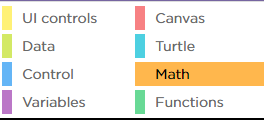 UI controls
Canvas
Data
Turtle
Control
Math
Variables
Functions